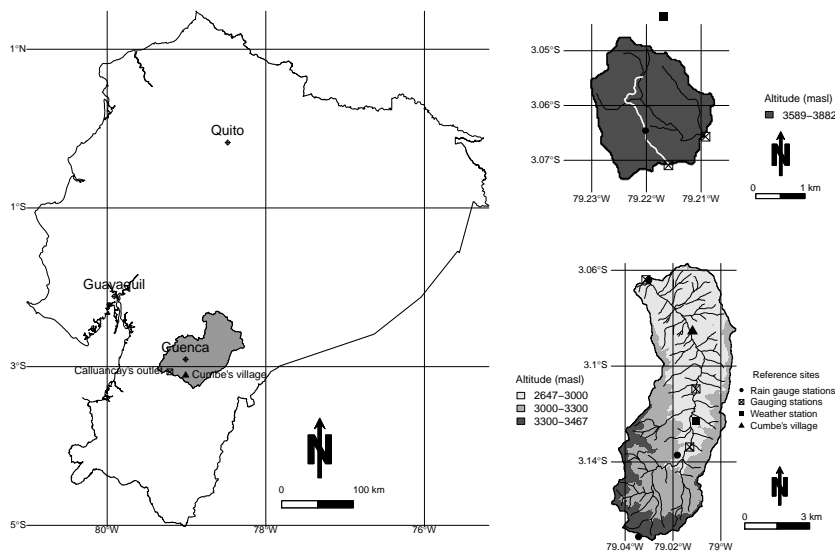 1°N
1°S
3°S
5°S
80°W
78°W
76°W
Quito
Guayaquil
Cuenca
Calluancay's outlet
Cumbe's village
N
0 100 km
3.05°S
3.06°S
3.07°S
79.23°W 79.22°W 79.21°W
Altitude (masl)
3589−3882
N
0 1 km
3.06°S
3.1°S
3.14°S
79.04°W 79.02°W 79°W
Altitude (masl)
2647−3000
3000−3300
3300−3467
Reference sites
Rain gauge stations
Gauging stations
Weather station
Cumbe's village
N
0 3 km